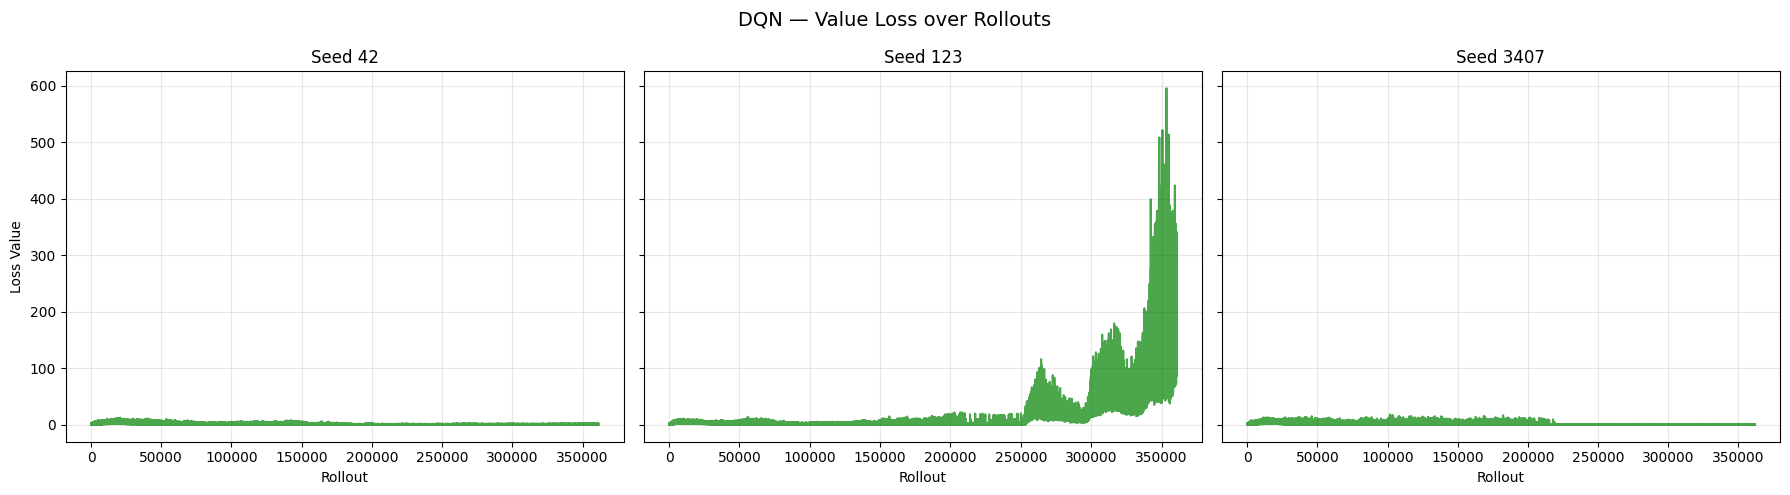 DQN — Value Loss over Rollouts
Seed 42
Seed 123
Seed 3407
Loss Value
600
500
400
300
200
100
0
0 50000 100000 150000 200000 250000 300000 350000
0 50000 100000 150000 200000 250000 300000 350000
0 50000 100000 150000 200000 250000 300000 350000
Rollout
Rollout
Rollout